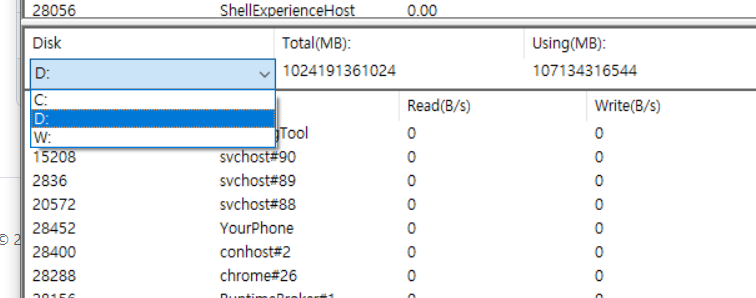 28056 ShellExperienceHost 0.00
Disk Total(MB): Using(MB):
D: 1024191361024 107134316544
C:
D:
W:
Read(B/s) Write(B/s)
gTool 0 0
15208 svchost#90 0 0
2836 svchost#89 0 0
20572 svchost#88 0 0
28452 YourPhone 0 0
28400 conhost#2 0 0
28288 chrome#26 0 0
28156 RuntimeBroker#1 0 0
© 2